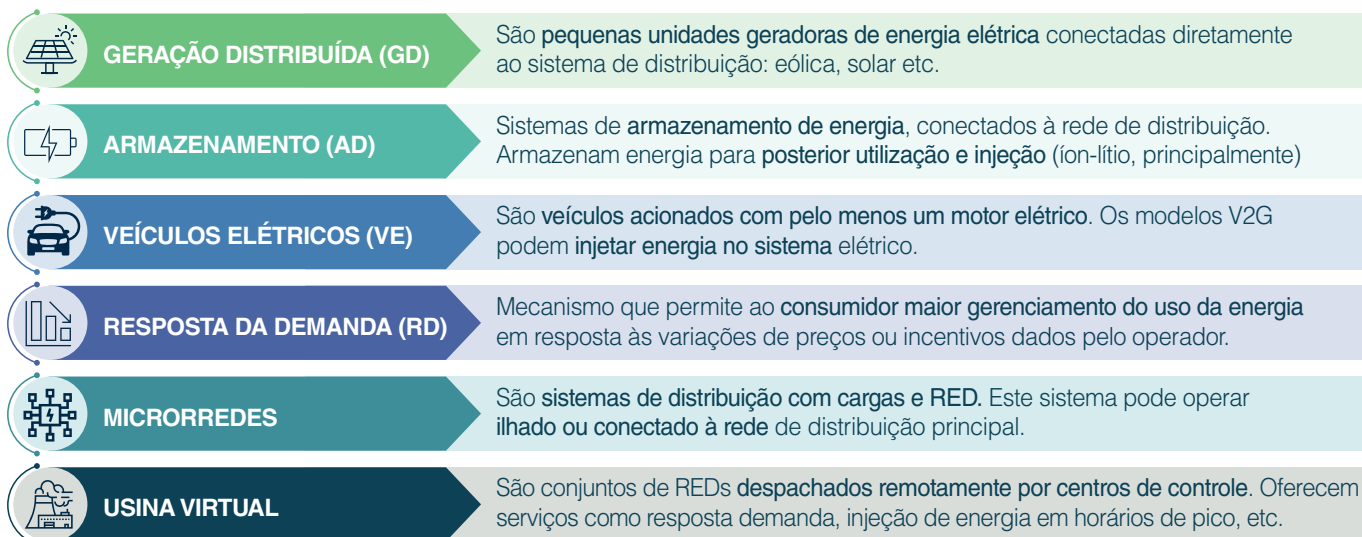 GERAÇÃO DISTRIBUÍDA (GD)
São pequenas unidades geradoras de energia elétrica conectadas diretamente
ao sistema de distribuição: eólica, solar etc.
ARMAZENAMENTO (AD)
Sistemas de armazenamento de energia, conectados à rede de distribuição.
Armazenam energia para posterior utilização e injeção (íon-lítio, principalmente)
VEÍCULOS ELÉTRICOS (VE)
São veículos acionados com pelo menos um motor elétrico. Os modelos V2G
podem injetar energia no sistema elétrico.
RESPOSTA DA DEMANDA (RD)
Mecanismo que permite ao consumidor maior gerenciamento do uso da energia
em resposta às variações de preços ou incentivos dados pelo operador.
MICRORREDES
São sistemas de distribuição com cargas e RED. Este sistema pode operar
ilhado ou conectado à rede de distribuição principal.
USINA VIRTUAL
São conjuntos de REDs despachados remotamente por centros de controle. Oferecem
serviços como resposta demanda, injeção de energia em horários de pico, etc.